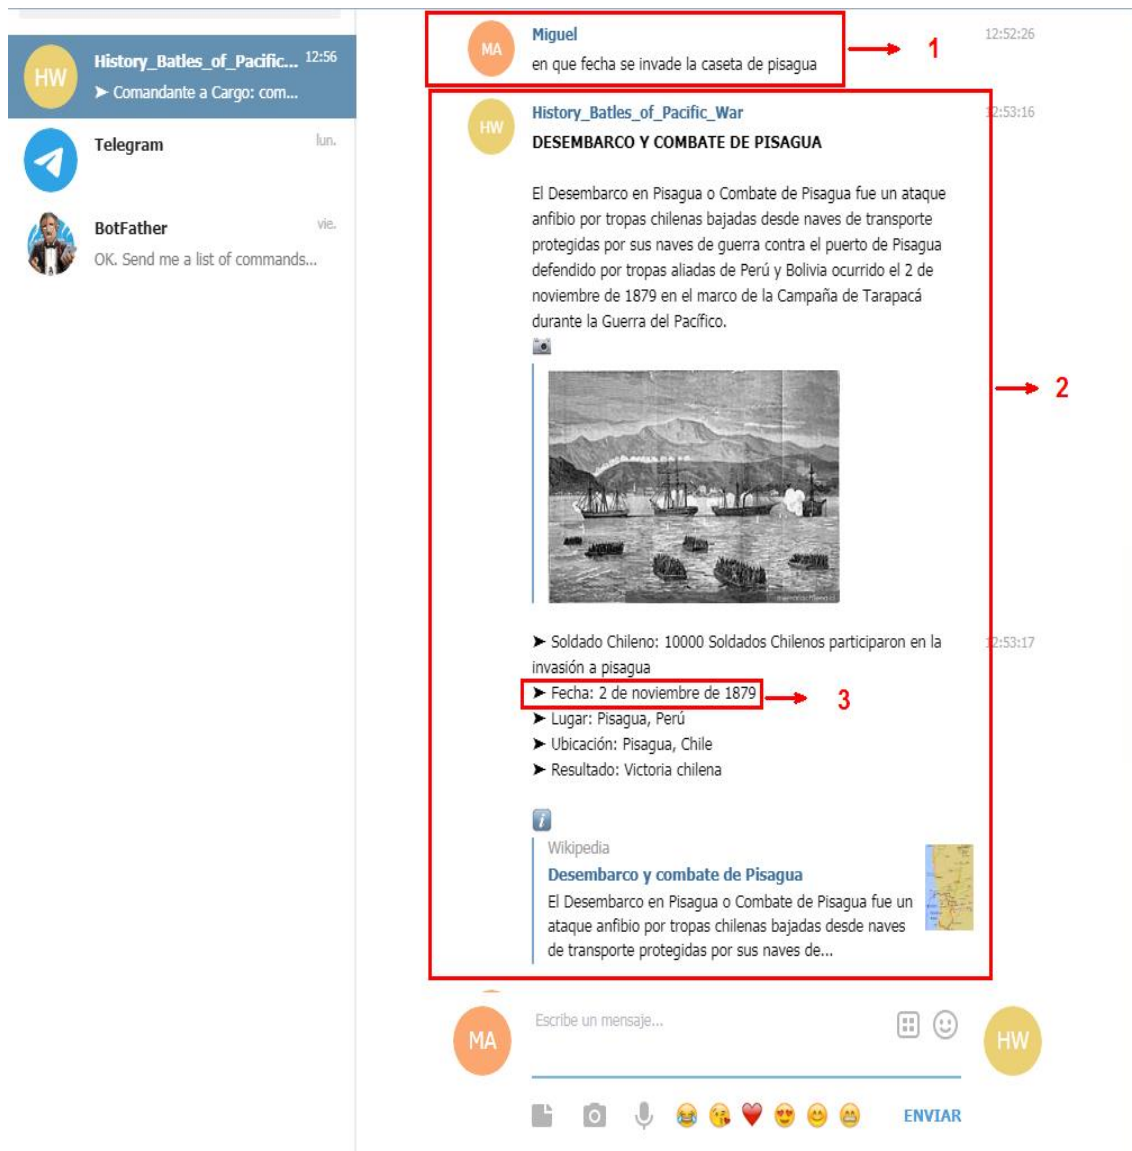 HW
History_Batles_of_Pacific... 12:56
➤ Comandante a Cargo: com...
Telegram lun.
BotFather vie.
OK. Send me a list of commands...
MA
Miguel 12:52:26
en que fecha se invade la caseta de pisagua
1
HW
History_Batles_of_Pacific_War 12:53:16
DESEMBARCO Y COMBATE DE PISAGUA
El Desembarco en Pisagua o Combate de Pisagua fue un ataque
anfibio por tropas chilenas bajadas desde naves de transporte
protegidas por sus naves de guerra contra el puerto de Pisagua
defendido por tropas aliadas de Perú y Bolivia ocurrido el 2 de
noviembre de 1879 en el marco de la Campaña de Tarapacá
durante la Guerra del Pacífico.
2
➤ Soldado Chileno: 10000 Soldados Chilenos participaron en la 12:53:17
invasión a pisagua
➤ Fecha: 2 de noviembre de 1879
3
➤ Lugar: Pisagua, Perú
➤ Ubicación: Pisagua, Chile
➤ Resultado: Victoria chilena
i
Wikipedia
Desembarco y combate de Pisagua
El Desembarco en Pisagua o Combate de Pisagua fue un
ataque anfibio por tropas chilenas bajadas desde naves
de transporte protegidas por sus naves de...
MA
Escribe un mensaje...
HW
ENVIAR